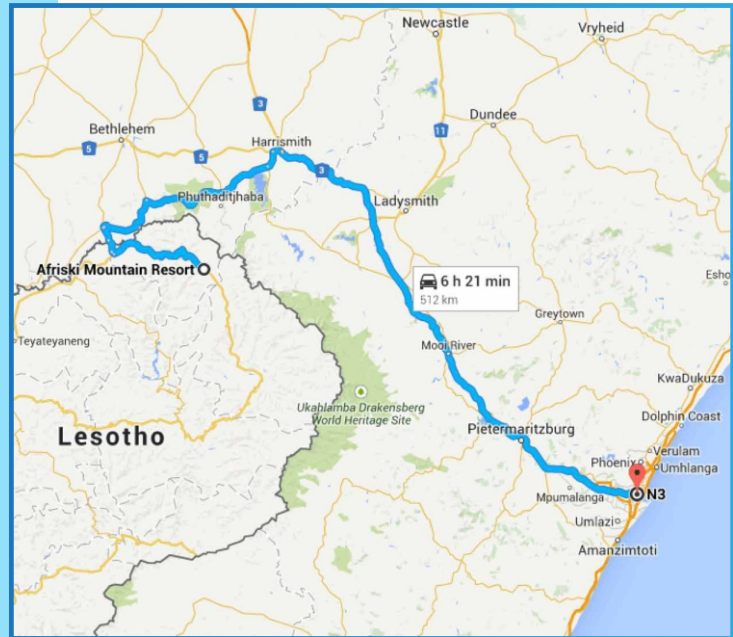 Newcastle
Vryheid
3
Dundee
Bethlehem
11
5
Harrismith
5
3
Phuthaditjhaba
Ladysmith
Afriski Mountain Resort
6 h 21 min
512 km
Esho
Greytown
Teyateyaneng
Mooi River
KwaDukuza
Ukahlamba Drakensberg
World Heritage Site
Dolphin Coast
Lesotho
Pietermaritzburg
Verulam
Phoenix
Umhlanga
Mpumalanga
N3
Umlazi
Amanzimtoti